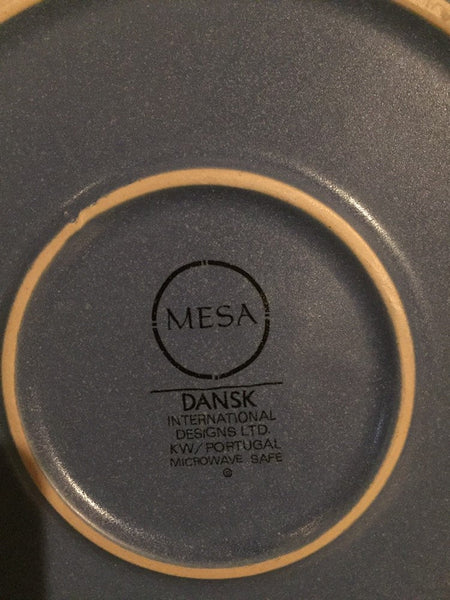 MESA
DANSK
INTERNATIONAL
DESIGNS LTD.
KW/PORTUGAL
MICROWAVE SAFE
©